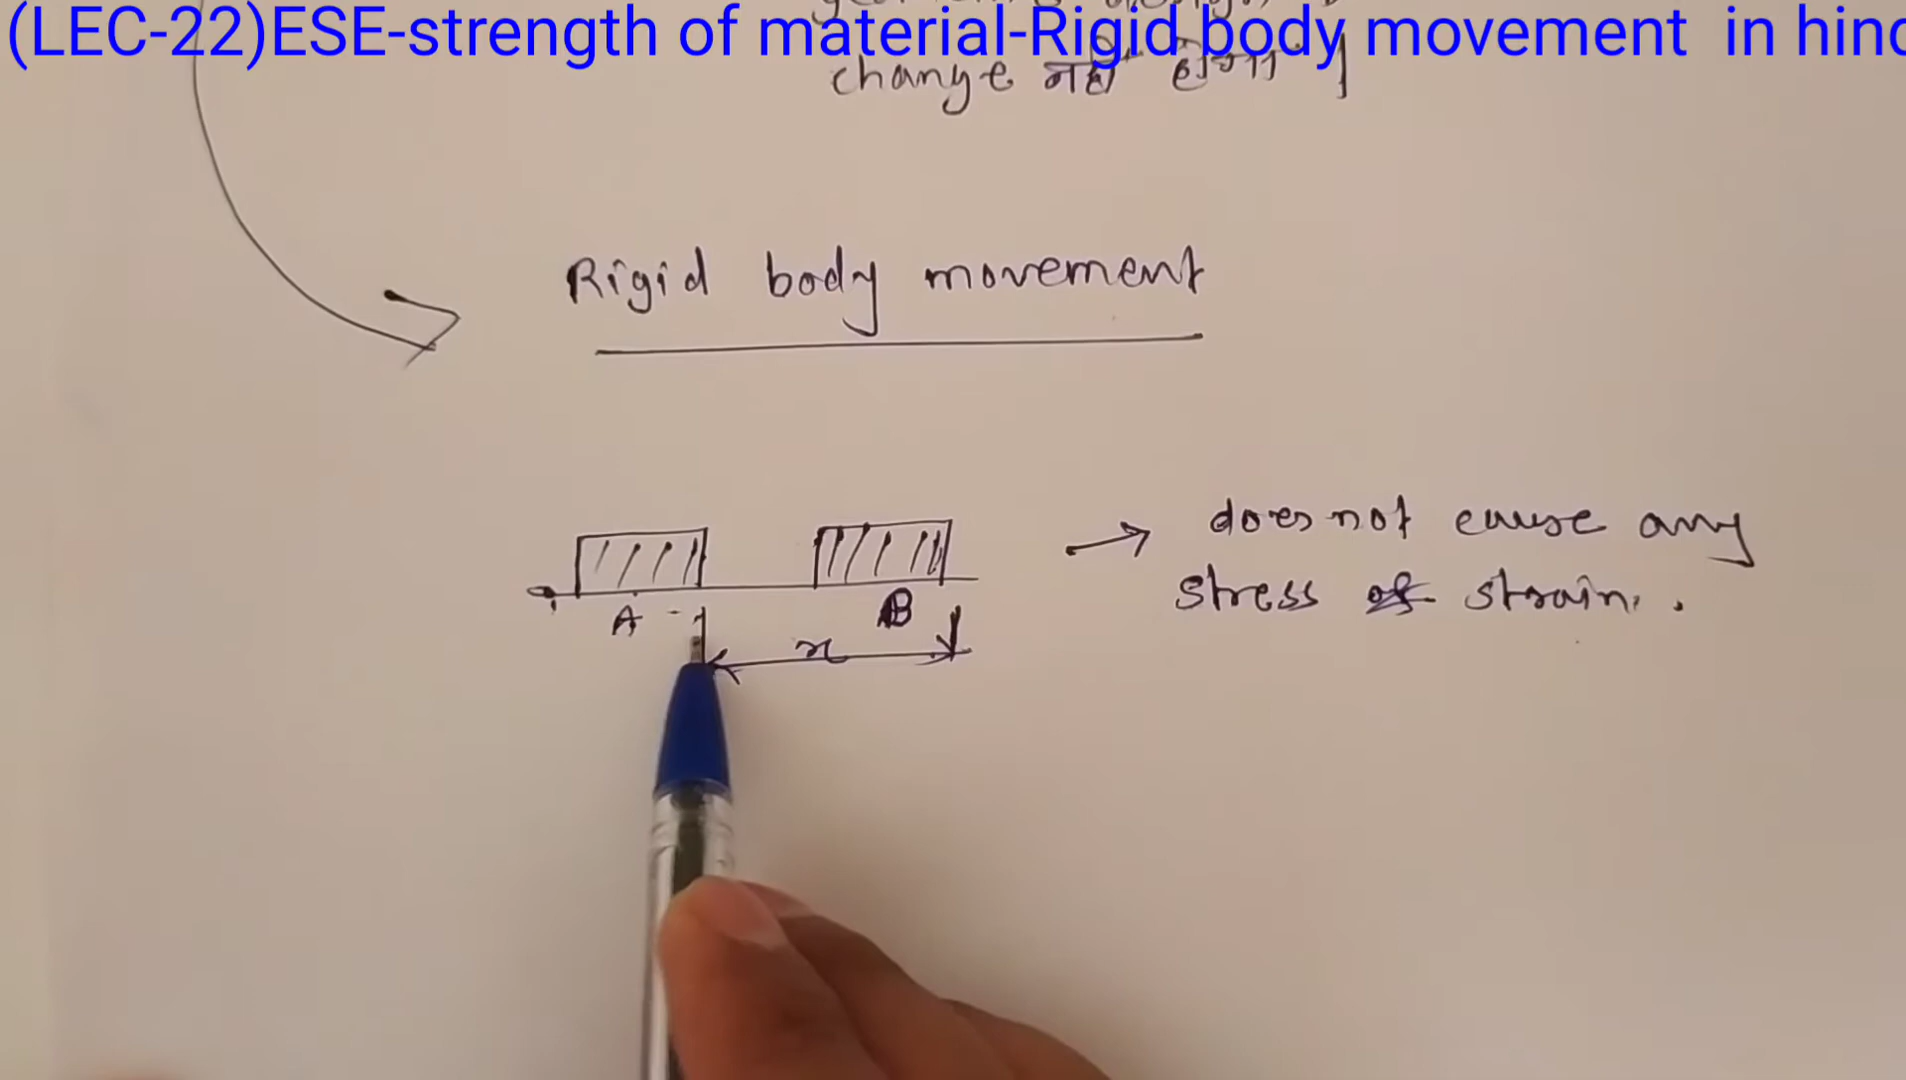 (LEC-22)ESE-strength of material-Rigid body movement in hind
change नही होगा ]
Rigid body movement
does not cause any
stress of strain.
A
B
x